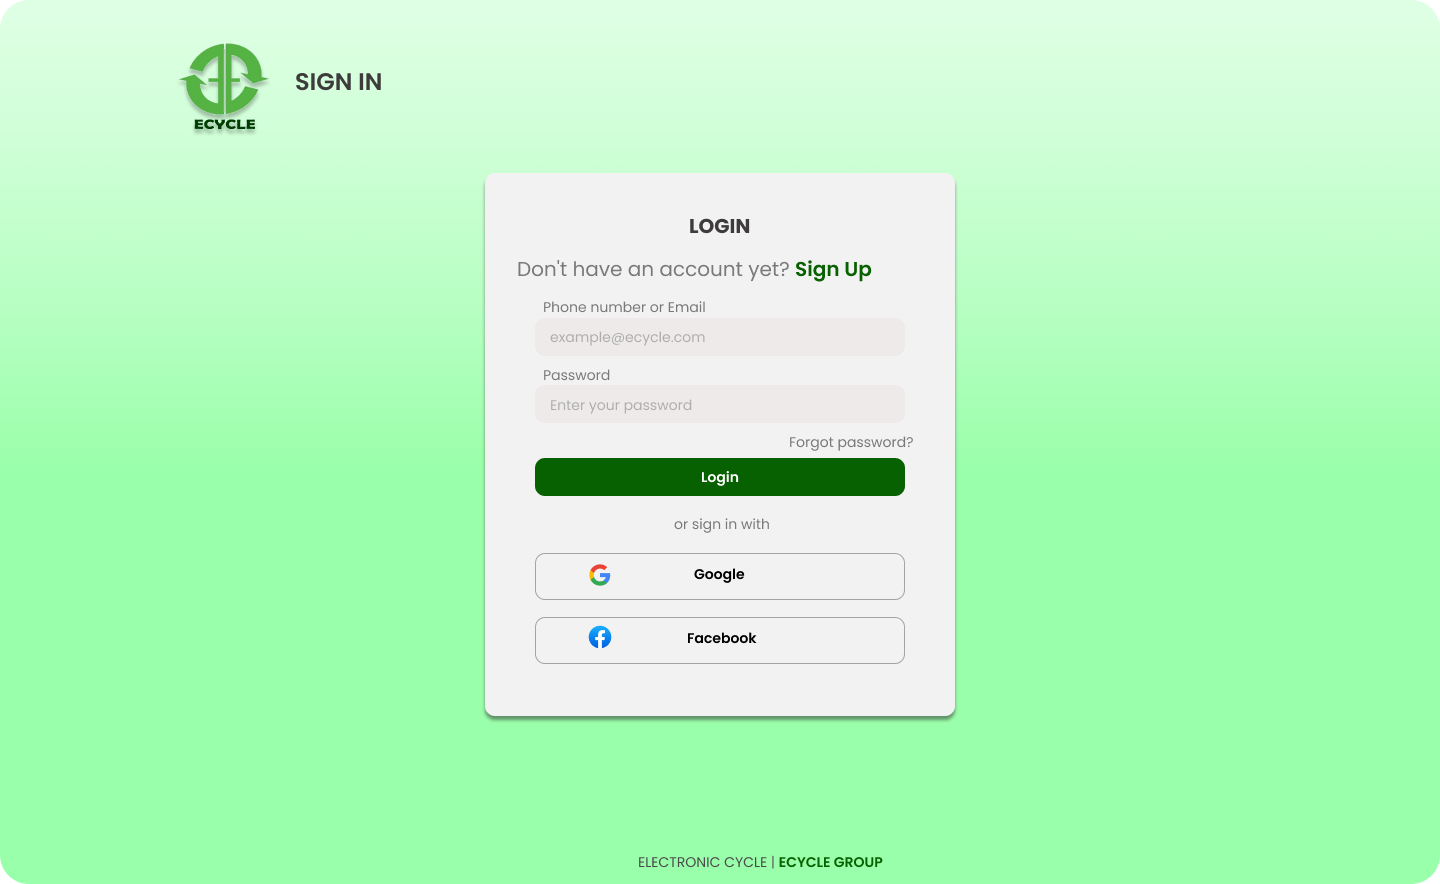 ECYCLE
SIGN IN
LOGIN
Don't have an account yet? Sign Up
Phone number or Email
example@ecycle.com
Password
Enter your password
Forgot password?
Login
or sign in with
Google
Facebook
ELECTRONIC CYCLE | ECYCLE GROUP